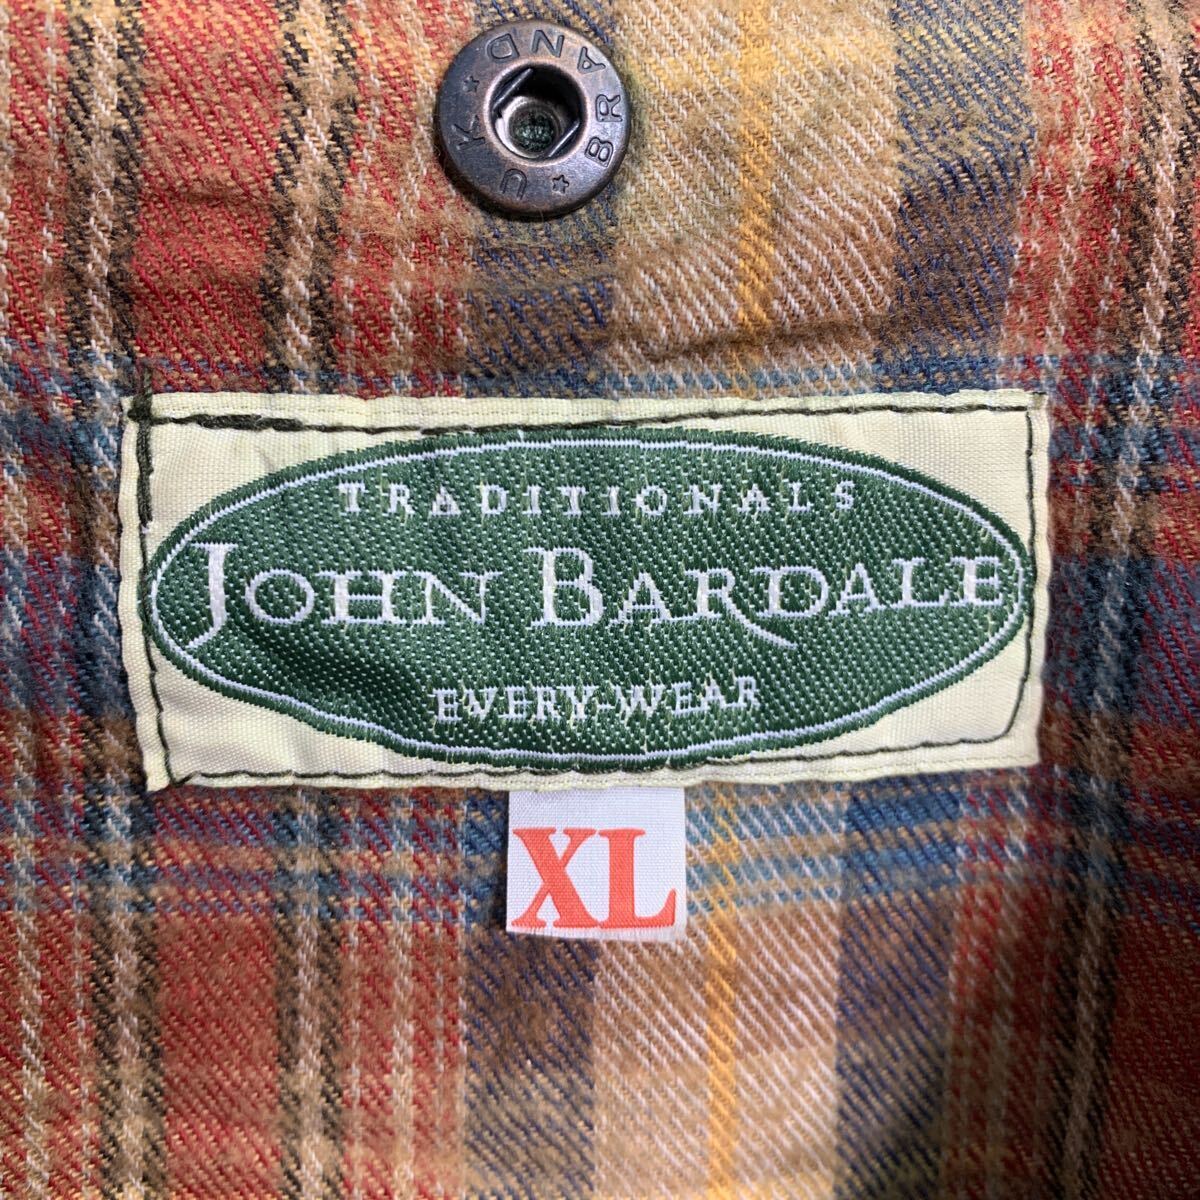 UK ★ BRAND ★
TRADITIONALS
JOHN BARDALE
EVERY-WEAR
XL